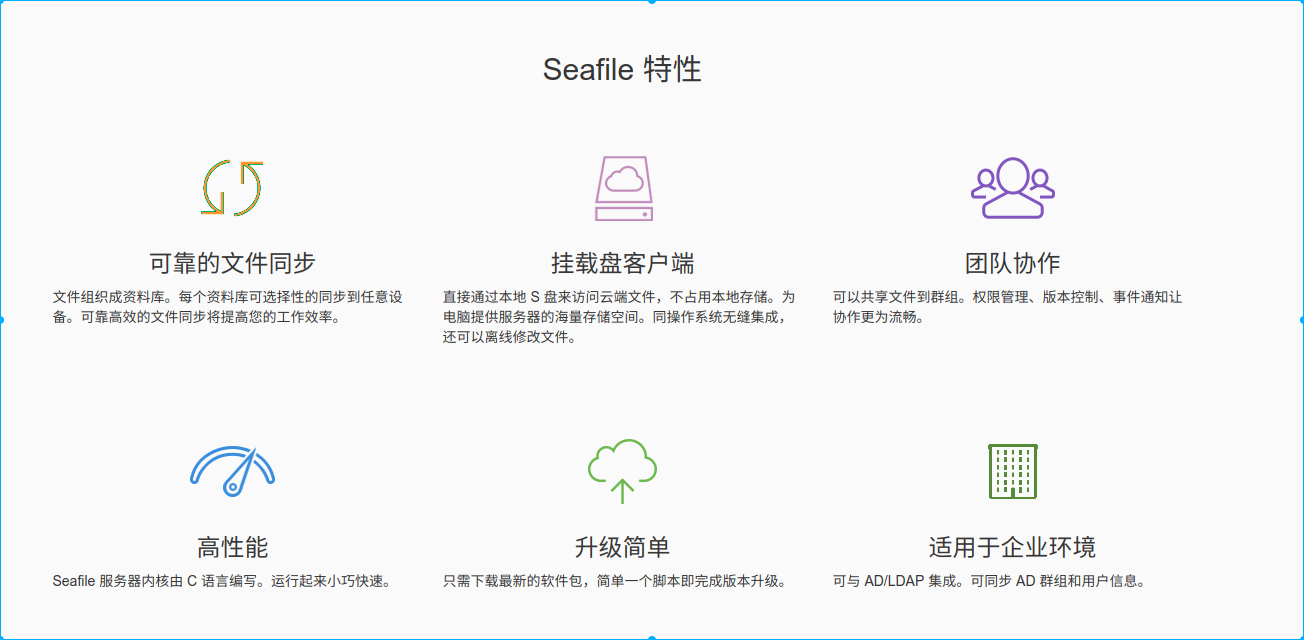 Seafile 特性
可靠的文件同步
文件组织成资料库。每个资料库可选择性的同步到任意设
备。可靠高效的文件同步将提高您的工作效率。
挂载盘客户端
直接通过本地 S 盘来访问云端文件，不占用本地存储。为
电脑提供服务器的海量存储空间。同操作系统无缝集成，
还可以离线修改文件。
团队协作
可以共享文件到群组。权限管理、版本控制、事件通知让
协作更为流畅。
高性能
Seafile 服务器内核由 C 语言编写。运行起来小巧快速。
升级简单
只需下载最新的软件包，简单一个脚本即完成版本升级。
适用于企业环境
可与 AD/LDAP 集成。可同步 AD 群组和用户信息。